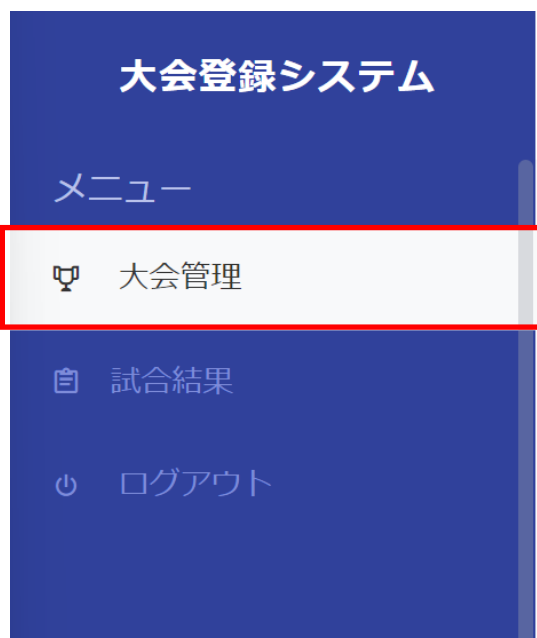 大会登録システム
メニュー
大会管理
試合結果
ログアウト